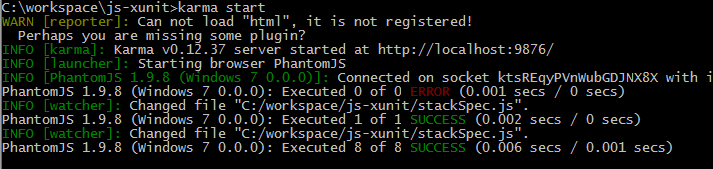 C:\workspace\js-xunit>karma start
WARN [reporter]: Can not load "html", it is not registered!
  Perhaps you are missing some plugin?
INFO [karma]: Karma v0.12.37 server started at http://localhost:9876/
INFO [launcher]: Starting browser PhantomJS
INFO [PhantomJS 1.9.8 (Windows 7 0.0.0)]: Connected on socket ktsREqyPVnWubGDJNX8X with i
PhantomJS 1.9.8 (Windows 7 0.0.0): Executed 0 of 0 ERROR (0.001 secs / 0 secs)
INFO [watcher]: Changed file "C:/workspace/js-xunit/stackSpec.js".
PhantomJS 1.9.8 (Windows 7 0.0.0): Executed 1 of 1 SUCCESS (0.002 secs / 0 secs)
INFO [watcher]: Changed file "C:/workspace/js-xunit/stackSpec.js".
PhantomJS 1.9.8 (Windows 7 0.0.0): Executed 8 of 8 SUCCESS (0.006 secs / 0.001 secs)